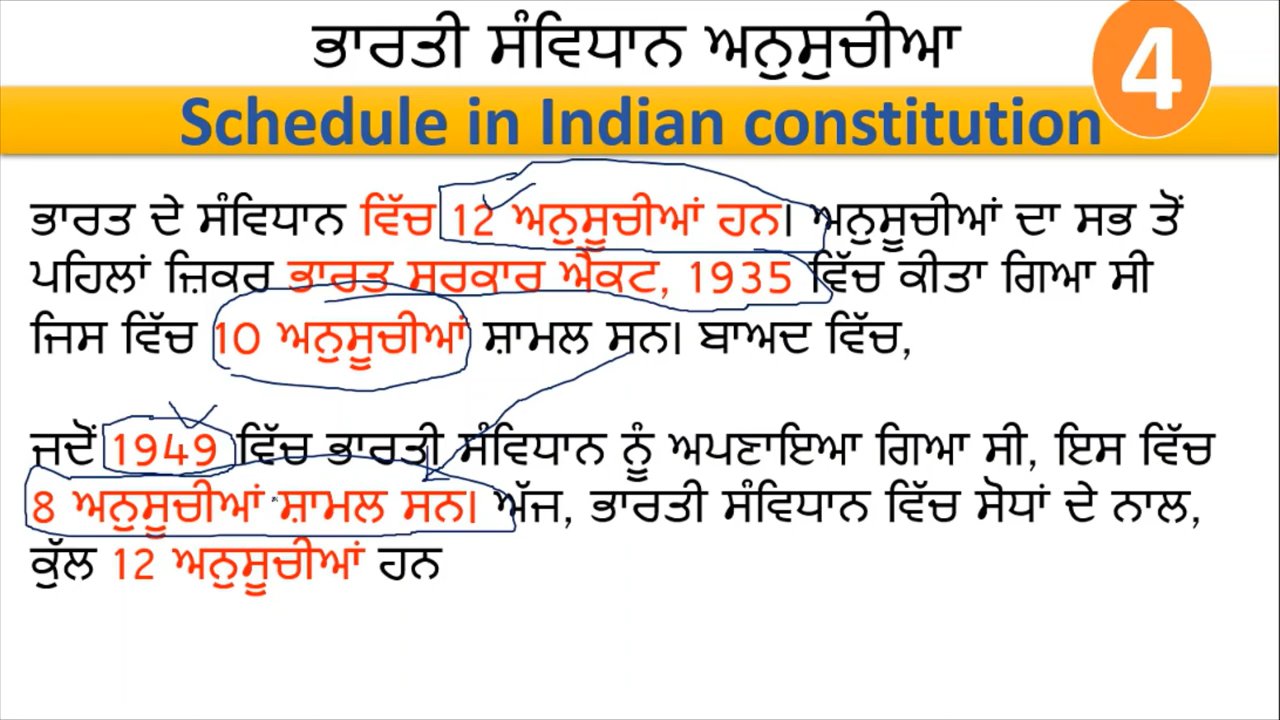 ਭਾਰਤੀ ਸੰਵਿਧਾਨ ਅਨੁਸੁਚੀਆ
4
Schedule in Indian constitution
ਭਾਰਤ ਦੇ ਸੰਵਿਧਾਨ ਵਿੱਚ 12 ਅਨੁਸੂਚੀਆਂ ਹਨ। ਅਨੁਸੂਚੀਆਂ ਦਾ ਸਭ ਤੋਂ
ਪਹਿਲਾਂ ਜ਼ਿਕਰ ਭਾਰਤ ਸਰਕਾਰ ਐਕਟ, 1935 ਵਿੱਚ ਕੀਤਾ ਗਿਆ ਸੀ
ਜਿਸ ਵਿੱਚ 10 ਅਨੁਸੂਚੀਆਂ ਸ਼ਾਮਲ ਸਨ। ਬਾਅਦ ਵਿੱਚ,
ਜਦੋਂ 1949 ਵਿੱਚ ਭਾਰਤੀ ਸੰਵਿਧਾਨ ਨੂੰ ਅਪਣਾਇਆ ਗਿਆ ਸੀ, ਇਸ ਵਿੱਚ
8 ਅਨੁਸੂਚੀਆਂ ਸ਼ਾਮਲ ਸਨ। ਅੱਜ, ਭਾਰਤੀ ਸੰਵਿਧਾਨ ਵਿੱਚ ਸੋਧਾਂ ਦੇ ਨਾਲ,
ਕੁੱਲ 12 ਅਨੁਸੂਚੀਆਂ ਹਨ